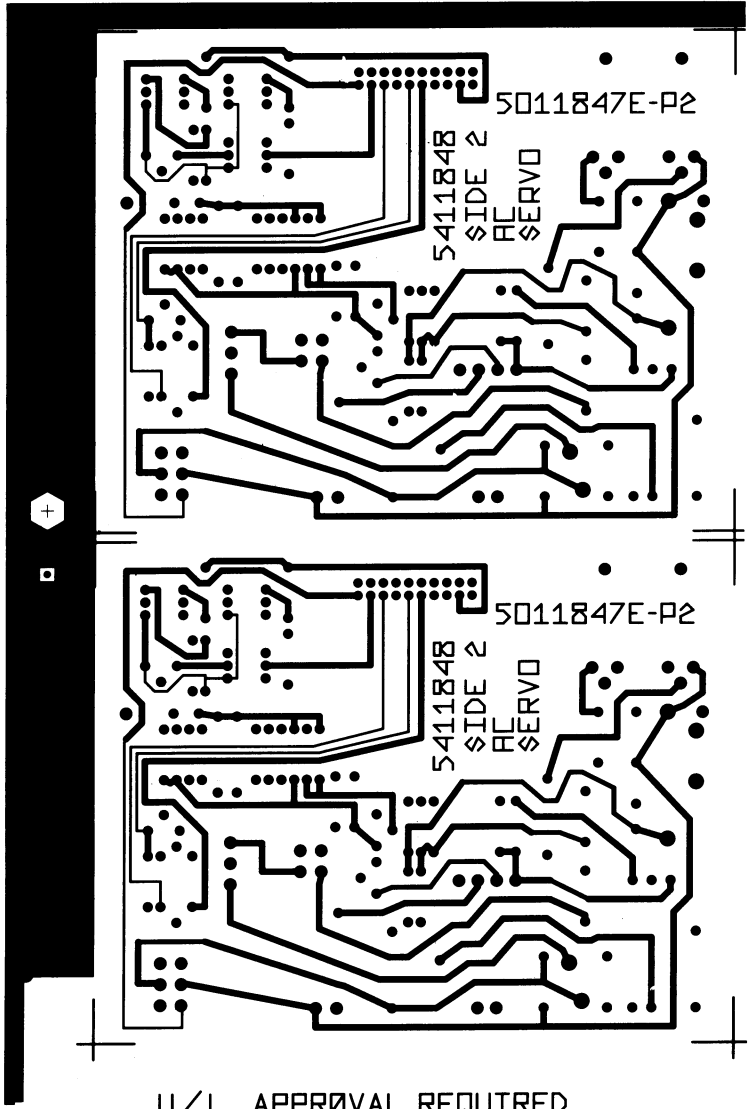 5011847E-P2
5411848
SIDE 2
AC
SERVO
5011847E-P2
5411848
SIDE 2
AC
SERVO
U/L APPRØVAL REQUIRED